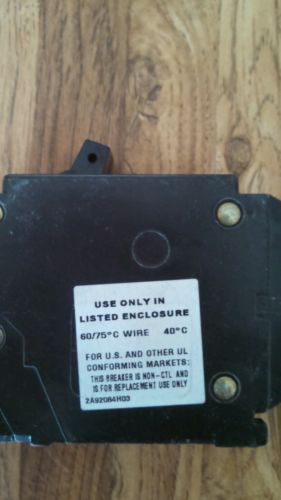 USE ONLY IN
LISTED ENCLOSURE
60/75°C WIRE 40°C
FOR U.S. AND OTHER UL
CONFORMING MARKETS:
THIS BREAKER IS NON-CTL AND
IS FOR REPLACEMENT USE ONLY
2A92084H03